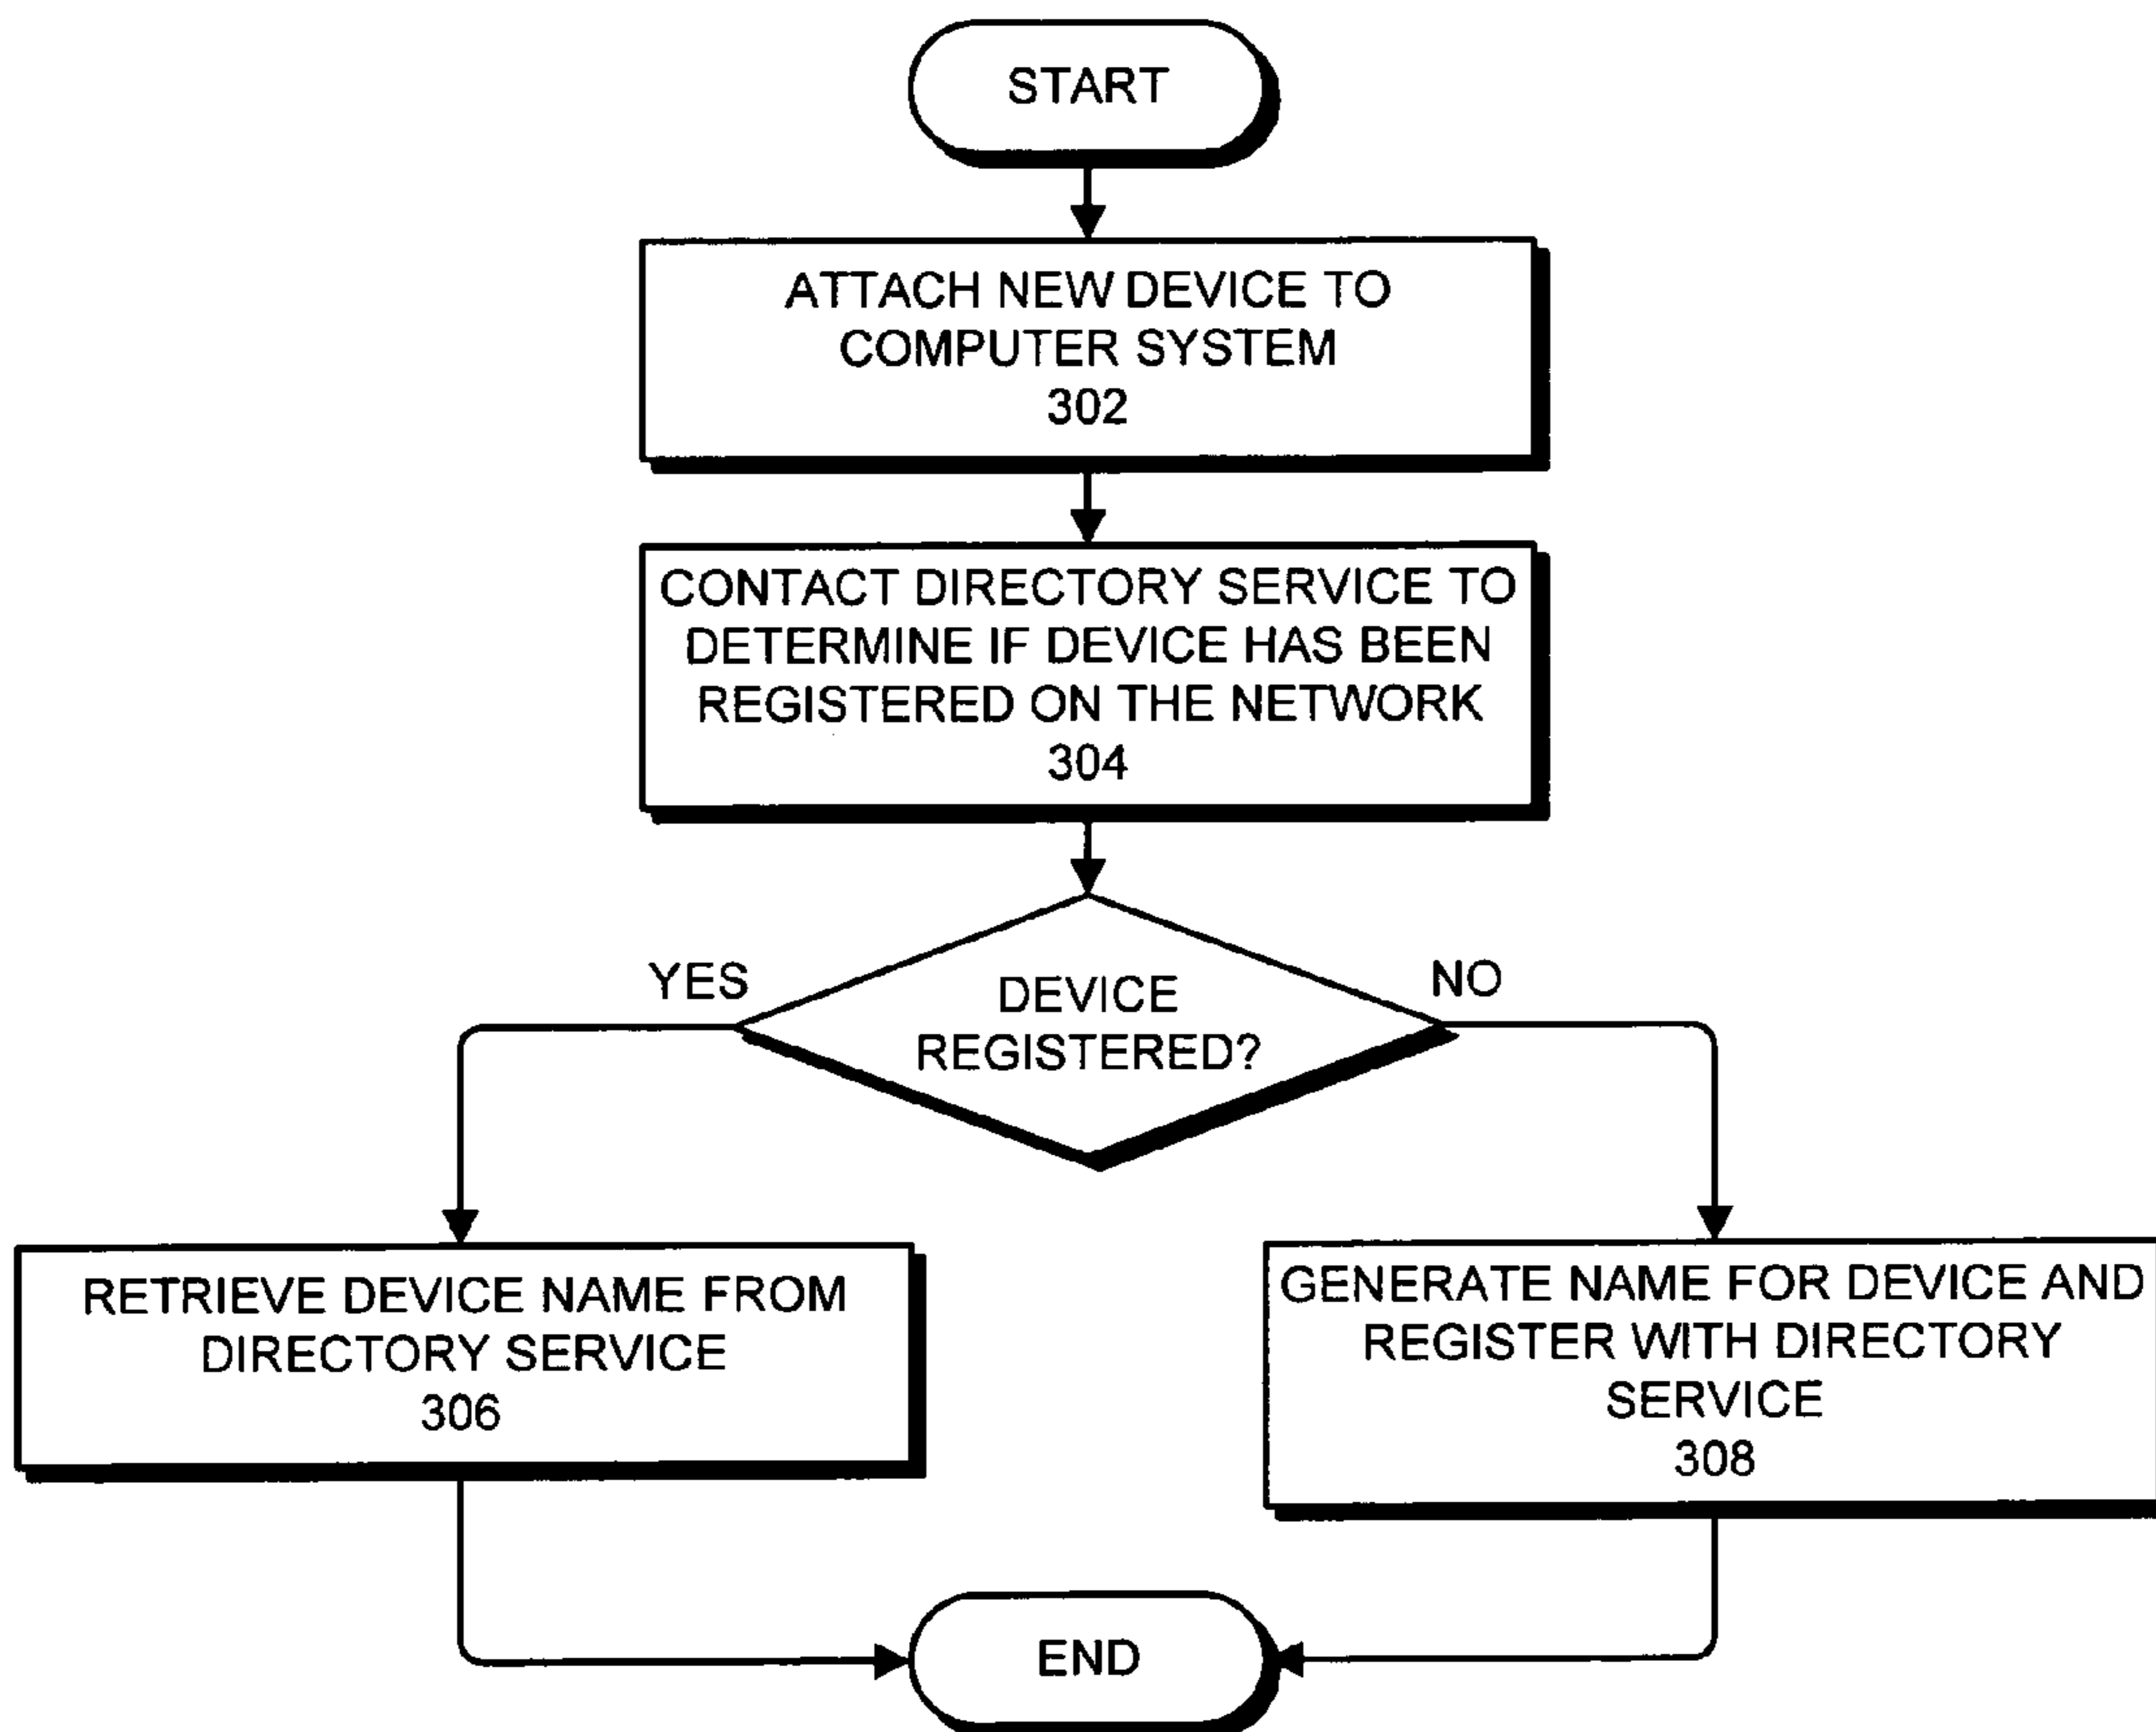 START
ATTACH NEW DEVICE TO
COMPUTER SYSTEM
302
CONTACT DIRECTORY SERVICE TO
DETERMINE IF DEVICE HAS BEEN
REGISTERED ON THE NETWORK
304
YES
DEVICE
REGISTERED?
NO
RETRIEVE DEVICE NAME FROM
DIRECTORY SERVICE
306
GENERATE NAME FOR DEVICE AND
REGISTER WITH DIRECTORY
SERVICE
308
END